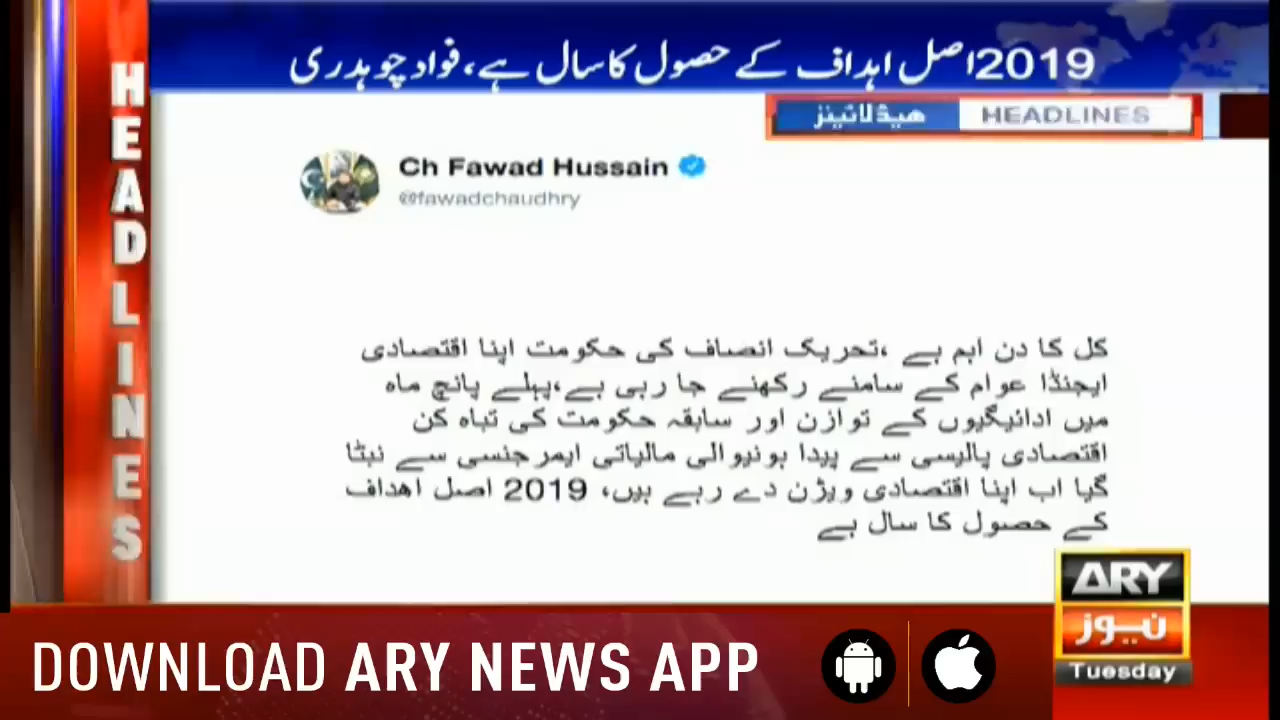 2019اصل اہداف کے حصول کا سال ہے،فواد چوہدری
ہیڈلائینز HEADLINES
HEADLINES
Ch Fawad Hussain
@fawadchaudhry
کل کا دن اہم ہے ،تحریک انصاف کی حکومت اپنا اقتصادی
ایجنڈا عوام کے سامنے رکھنے جا رہی ہے،پہلے پانچ ماہ
میں ادائیگیوں کے توازن اور سابقہ حکومت کی تباہ کن
اقتصادی پالیسی سے پیدا ہونیوالی مالیاتی ایمرجنسی سے نبٹا
گیا اب اپنا اقتصادی ویژن دے رہے ہیں، 2019 اصل اھداف
کے حصول کا سال ہے
ARY
نیوز
Tuesday
DOWNLOAD ARY NEWS APP